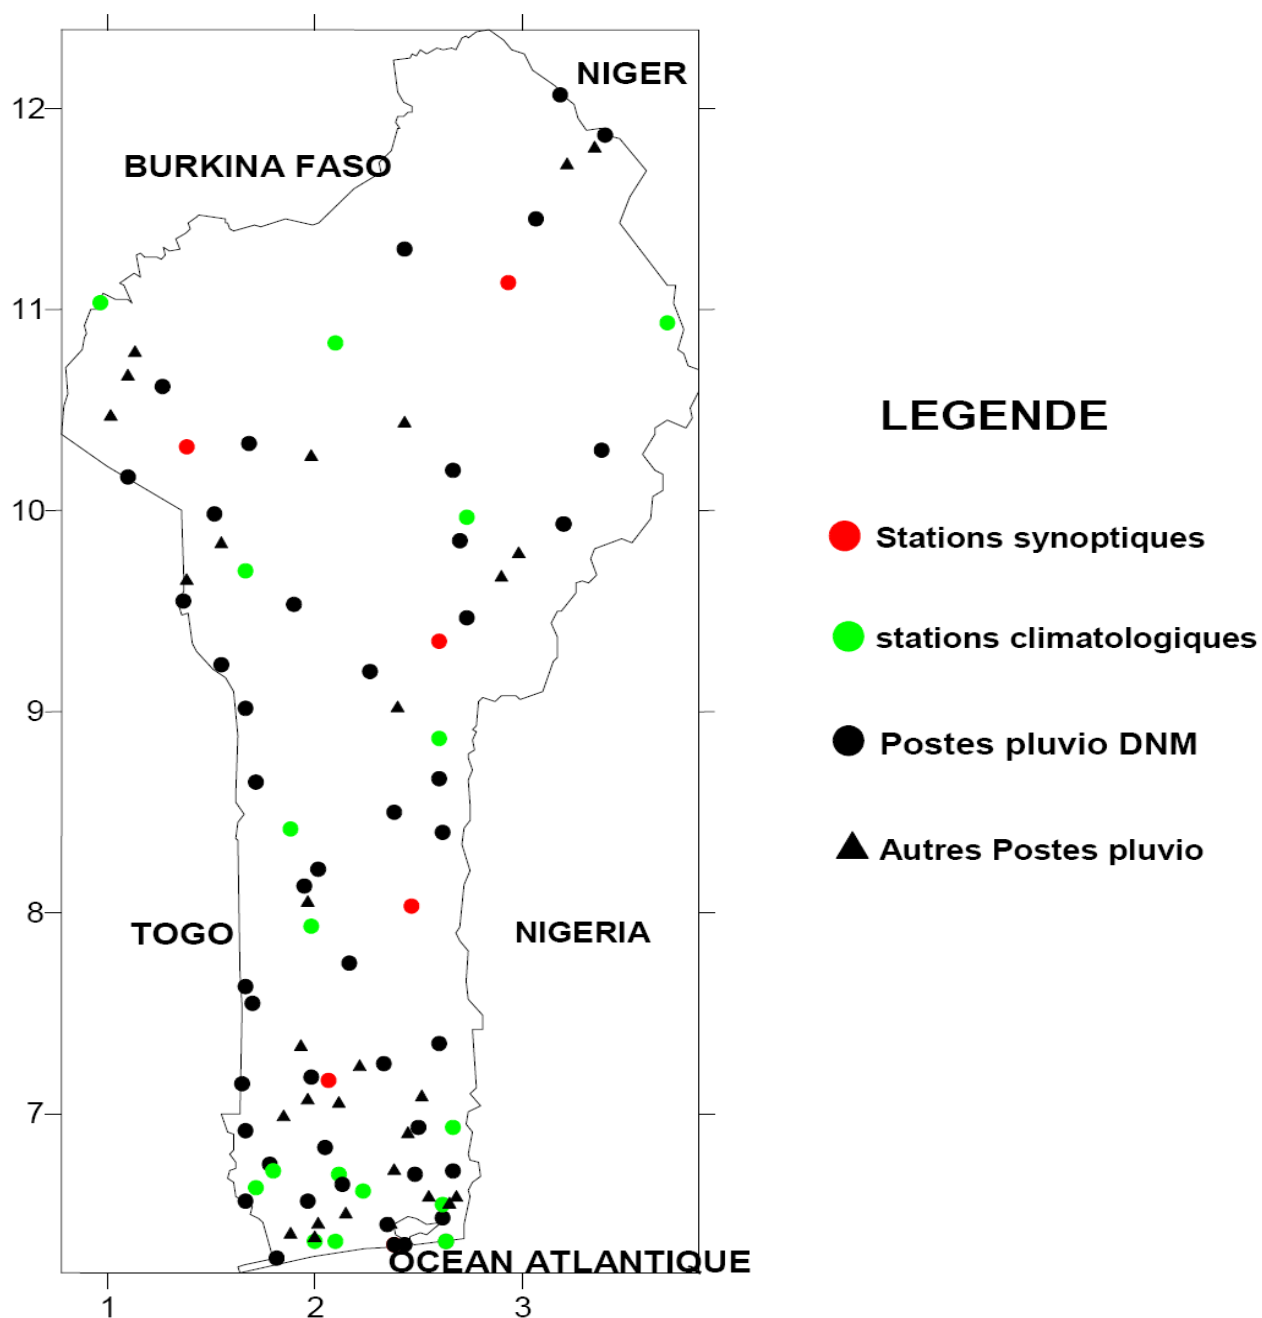 NIGER
12
BURKINA FASO
11
LEGENDE
10
Stations synoptiques
stations climatologiques
9
Postes pluvio DNM
Autres Postes pluvio
8
TOGO
NIGERIA
7
OCEAN ATLANTIQUE
1
2
3